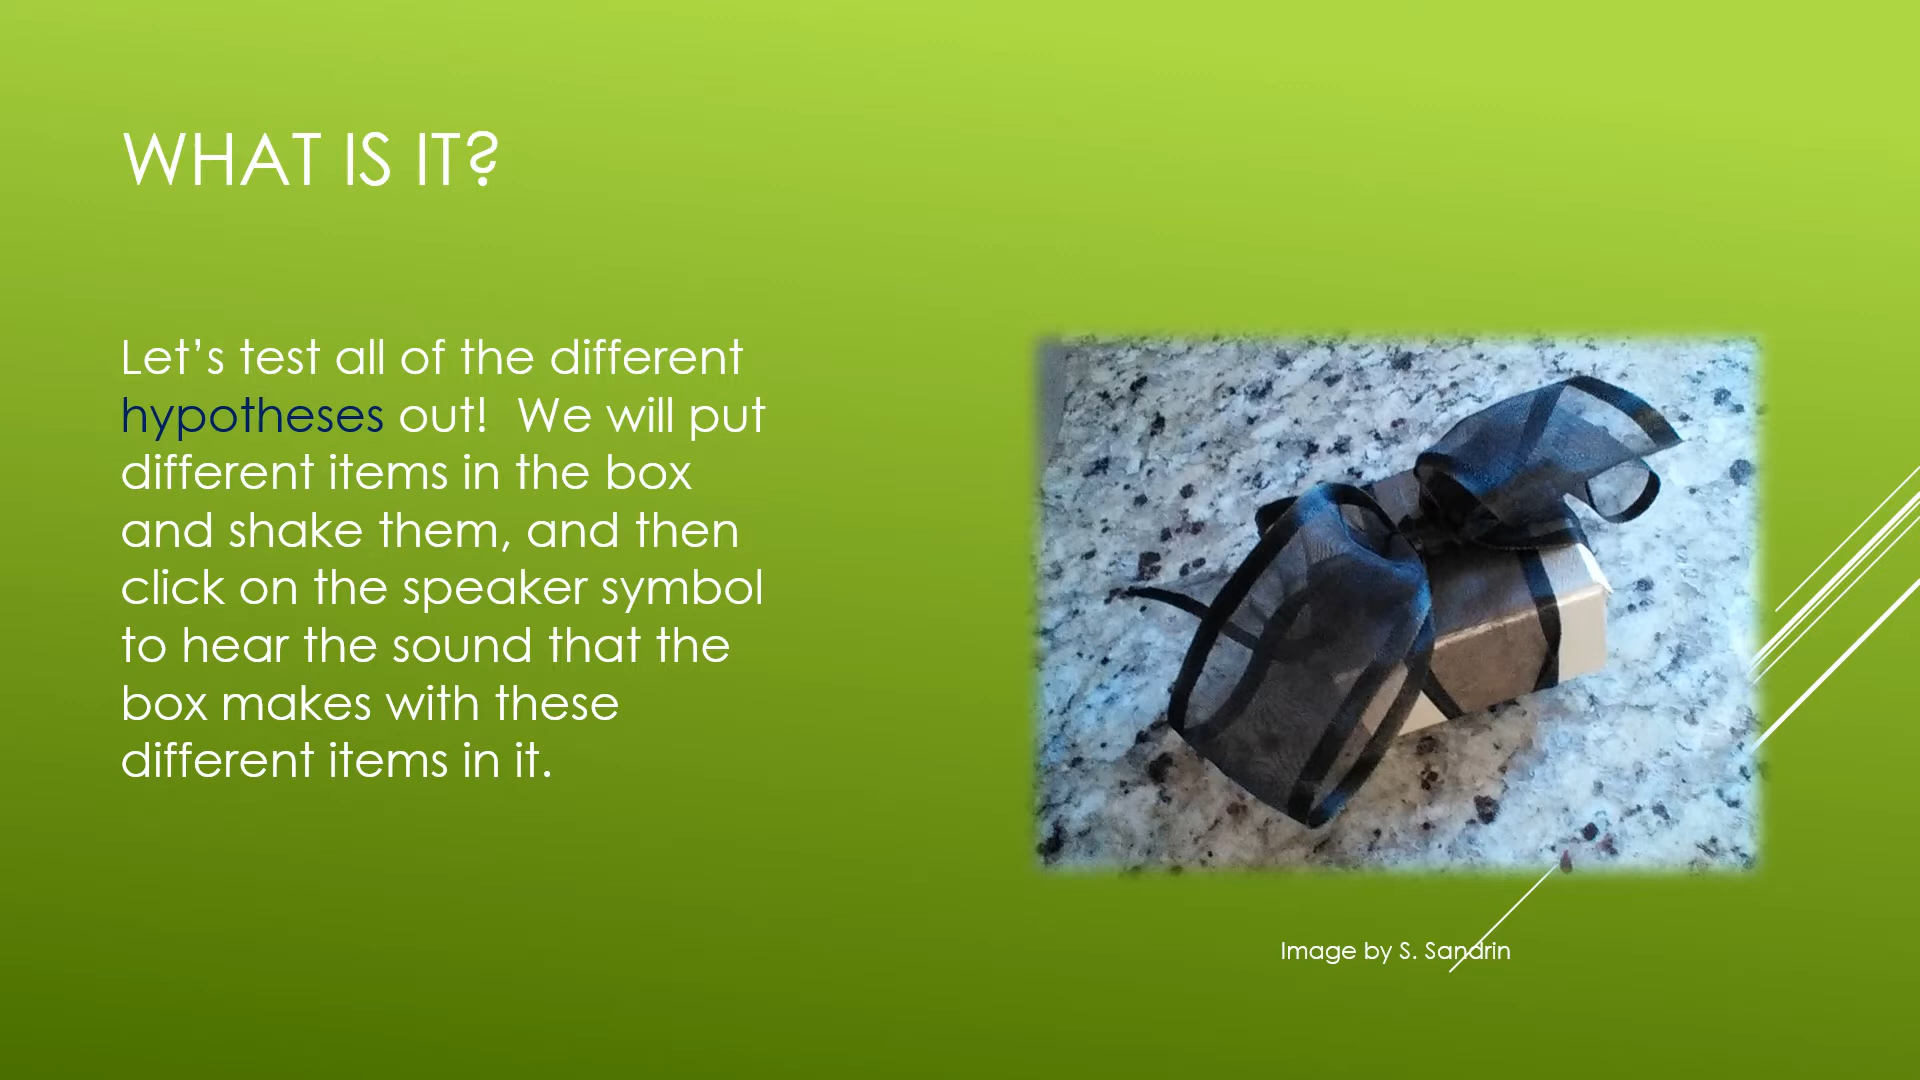 WHAT IS IT?
Let’s test all of the different
hypotheses out!  We will put
different items in the box
and shake them, and then
click on the speaker symbol
to hear the sound that the
box makes with these
different items in it.
Image by S. Sandrin